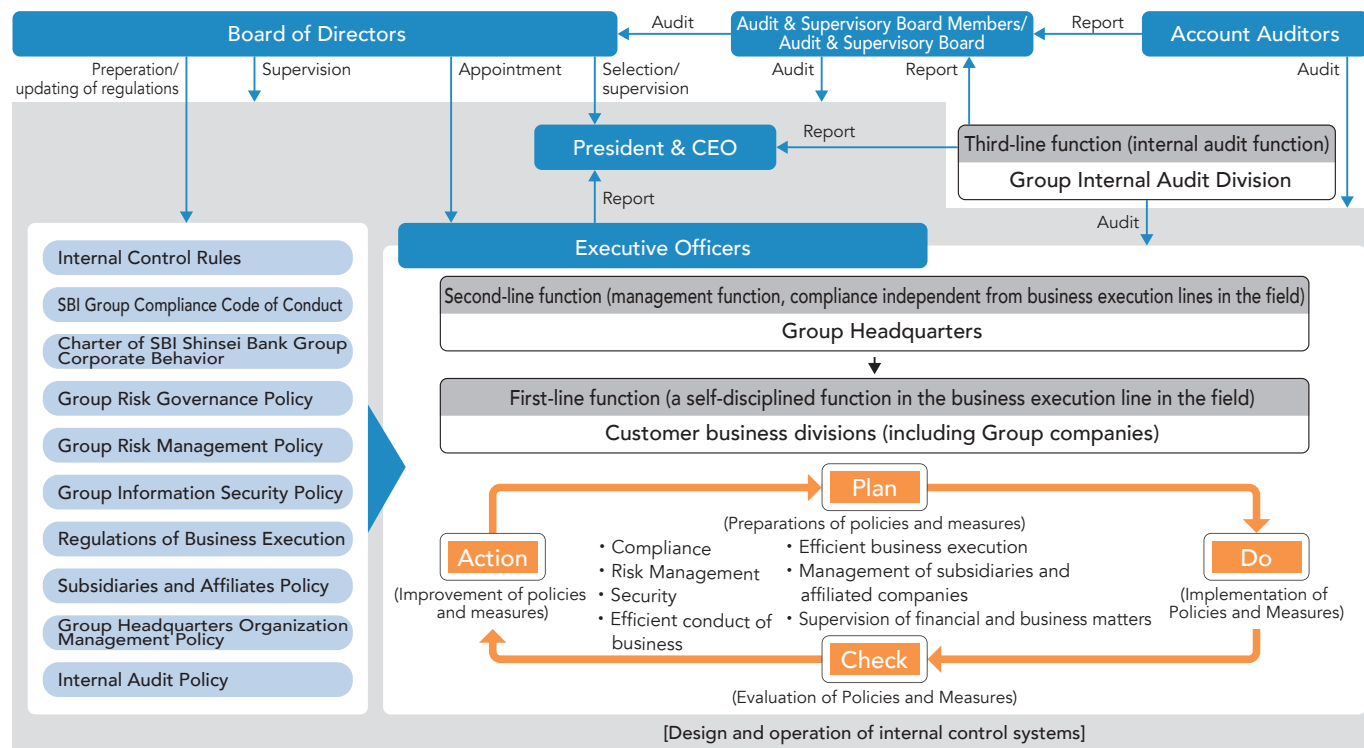 Board of Directors
Audit
Audit & Supervisory Board Members/
Audit & Supervisory Board
Report
Account Auditors
Preperation/
updating of regulations
Supervision
Appointment
Selection/
supervision
Audit
Report
Audit
President & CEO
Report
Third-line function (internal audit function)
Group Internal Audit Division
Report
Audit
Executive Officers
Internal Control Rules
SBI Group Compliance Code of Conduct
Charter of SBI Shinsei Bank Group
Corporate Behavior
Group Risk Governance Policy
Group Risk Management Policy
Group Information Security Policy
Regulations of Business Execution
Subsidiaries and Affiliates Policy
Group Headquarters Organization
Management Policy
Internal Audit Policy
Second-line function (management function, compliance independent from business execution lines in the field)
Group Headquarters
First-line function (a self-disciplined function in the business execution line in the field)
Customer business divisions (including Group companies)
Plan
(Preparations of policies and measures)
Action
(Improvement of policies
and measures)
・Compliance
・Risk Management
・Security
・Efficient conduct of
business
・Efficient business execution
・Management of subsidiaries and
affiliated companies
・Supervision of financial and business matters
Do
(Implementation of
Policies and Measures)
Check
(Evaluation of Policies and Measures)
[Design and operation of internal control systems]